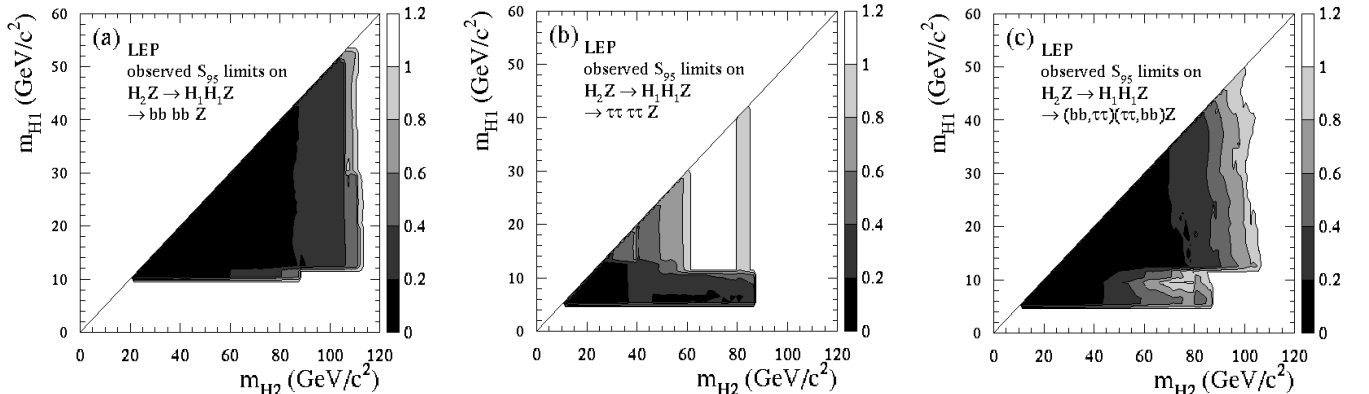 (a)
LEP
observed S₉₅ limits on
H₂Z → H₁H₁Z
→ bb bb Z
m_H1 (GeV/c²)
60
50
40
30
20
10
0
0 20 40 60 80 100 120
m_H2 (GeV/c²)
1.2
1
0.8
0.6
0.4
0.2
0
(b)
LEP
observed S₉₅ limits on
H₂Z → H₁H₁Z
→ ττ ττ Z
m_H1 (GeV/c²)
60
50
40
30
20
10
0
0 20 40 60 80 100 120
m_H2 (GeV/c²)
1.2
1
0.8
0.6
0.4
0.2
0
(c)
LEP
observed S₉₅ limits on
H₂Z → H₁H₁Z
→ (bb,ττ)(ττ,bb)Z
m_H1 (GeV/c²)
60
50
40
30
20
10
0
0 20 40 60 80 100 120
m_H2 (GeV/c²)
1.2
1
0.8
0.6
0.4
0.2
0